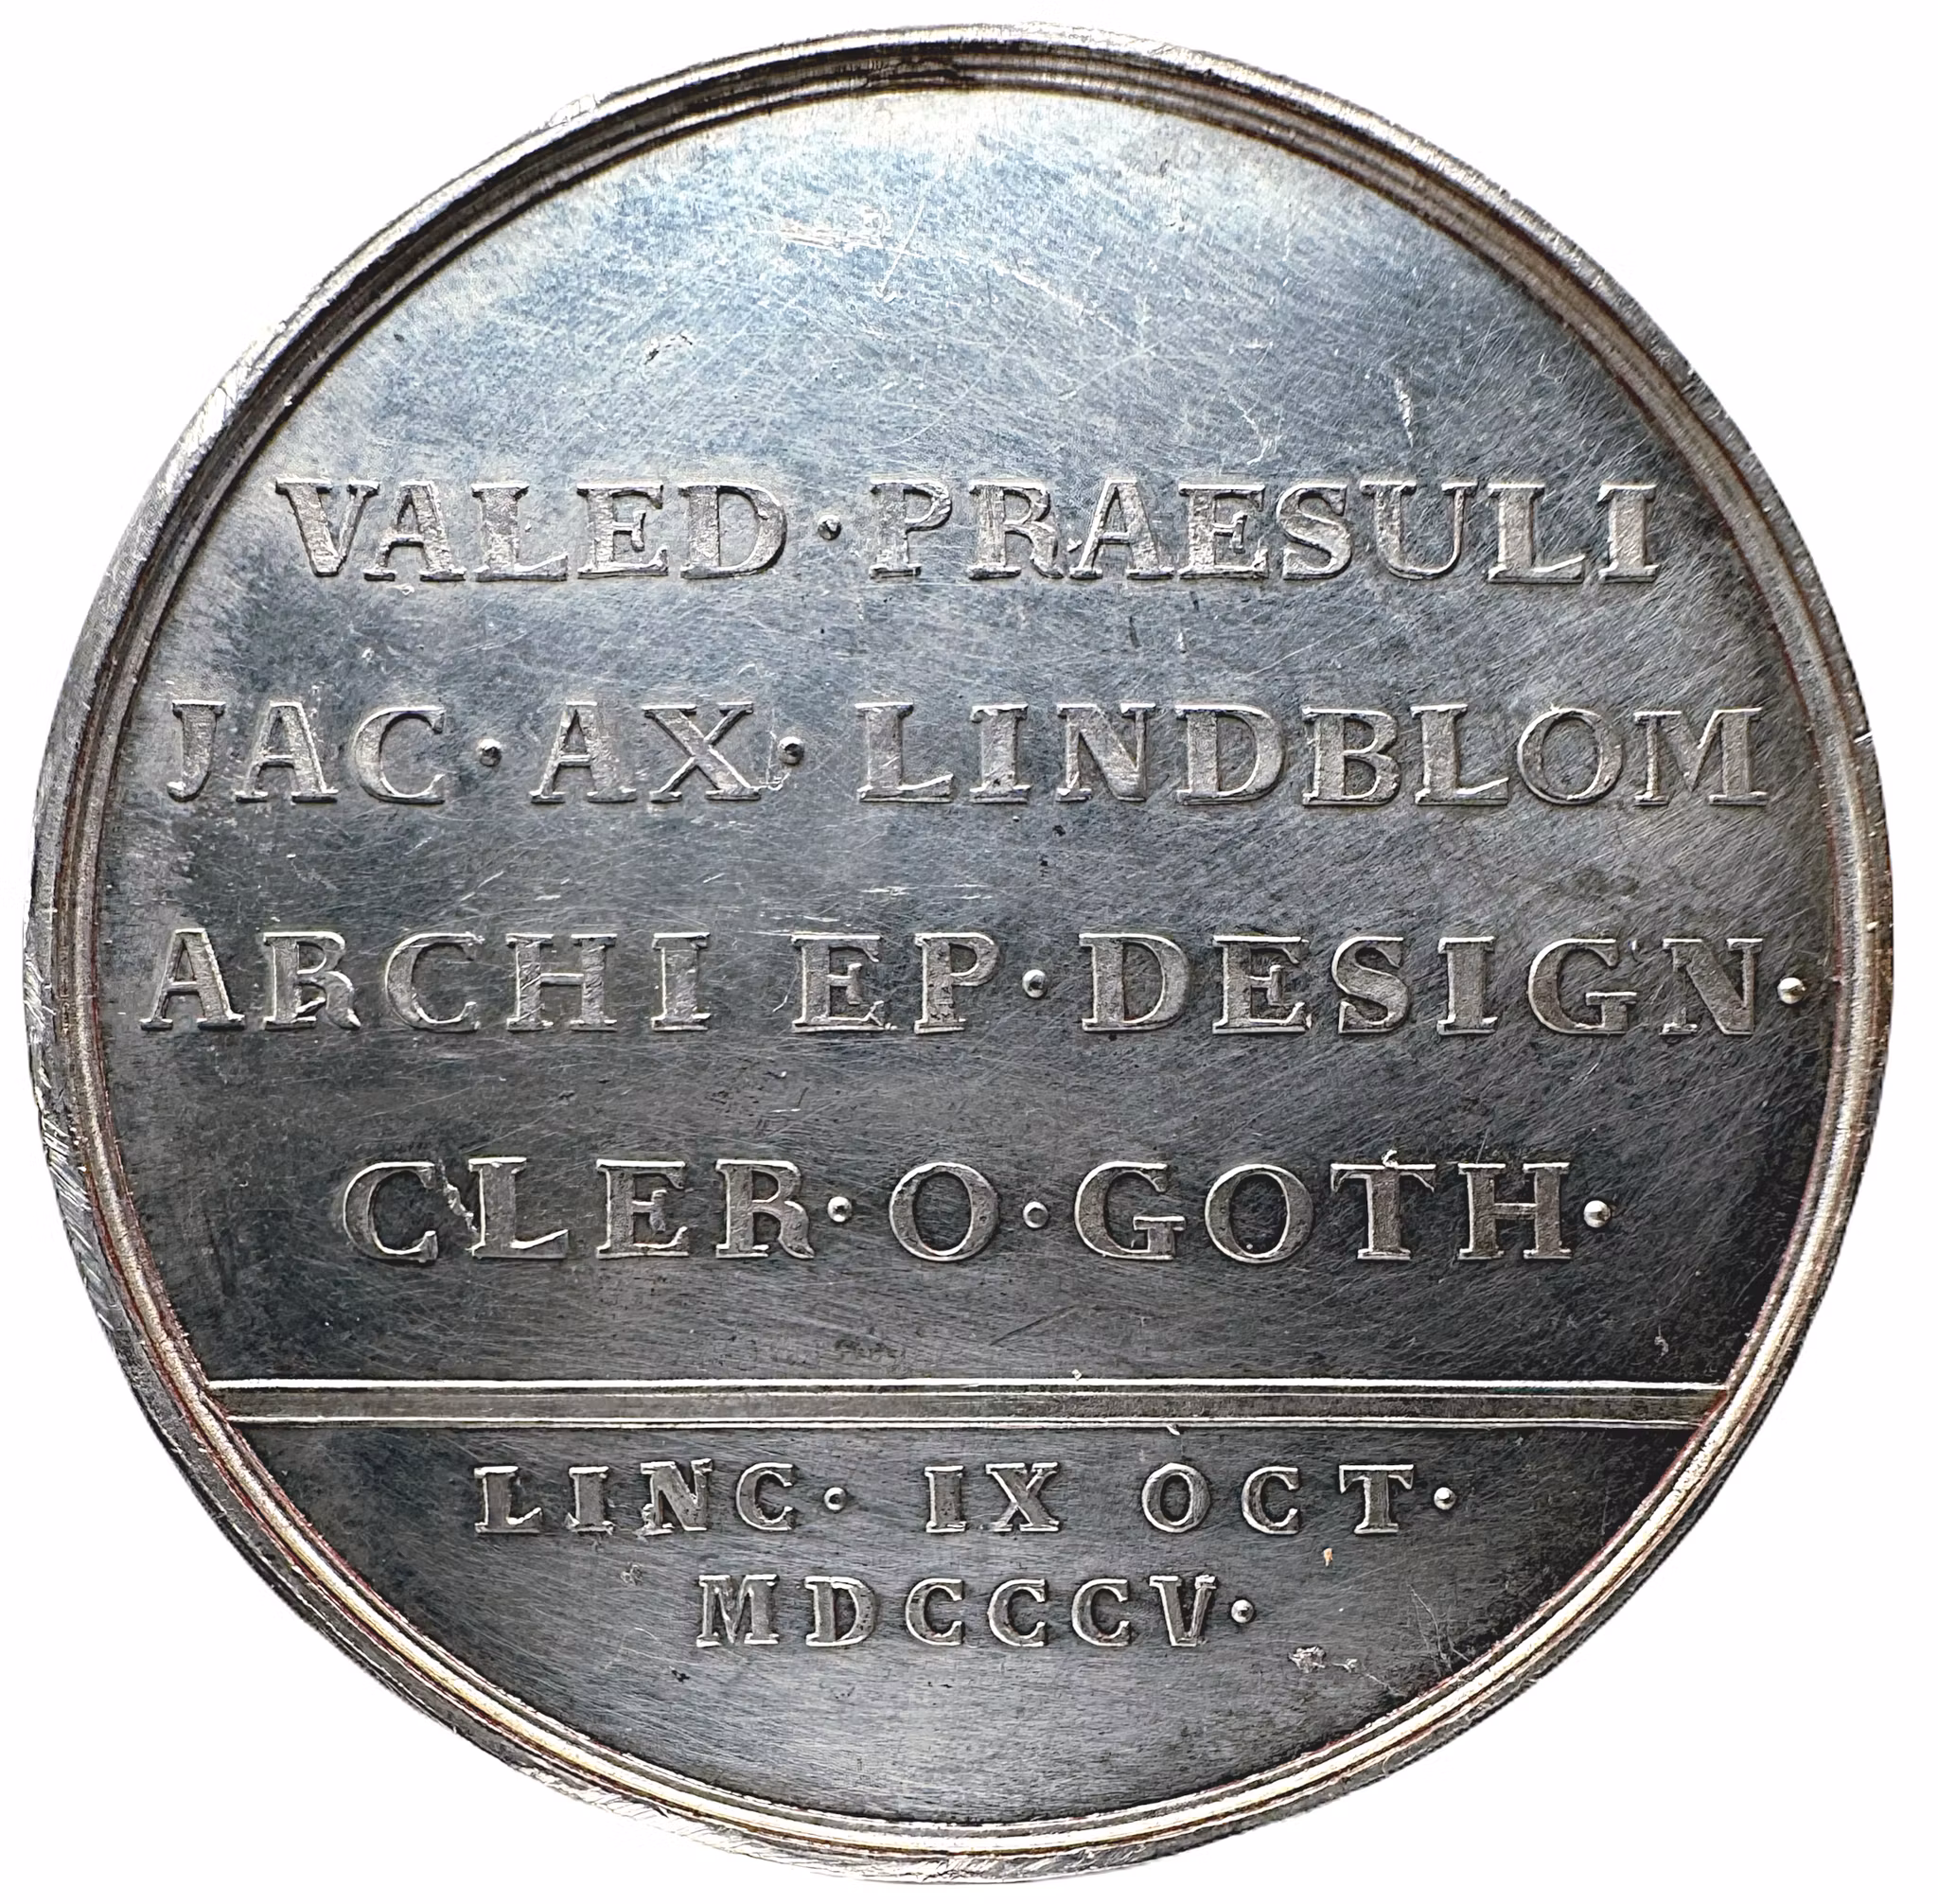 VALED· PRAESULI
JAC· AX· LINDBLOM
ARCHI EP· DESIGN·
CLER· O· GOTH·
LINC· IX OCT·
MDCCCV·